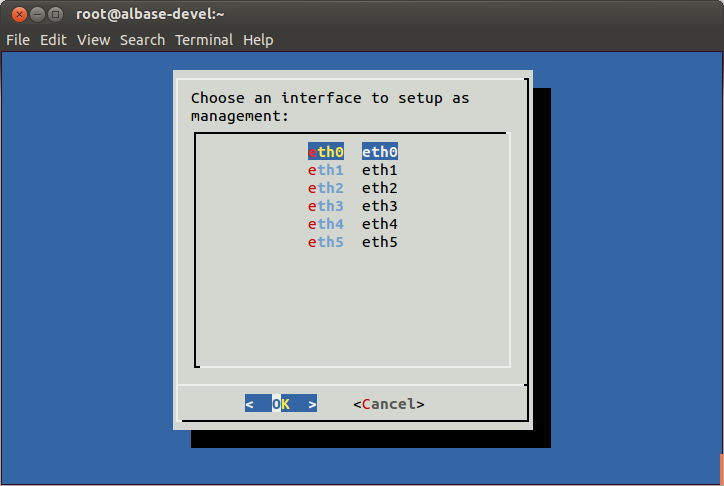 root@albase-devel:~
File Edit View Search Terminal Help
Choose an interface to setup as
management:
eth0 eth0
eth1 eth1
eth2 eth2
eth3 eth3
eth4 eth4
eth5 eth5
< OK > <Cancel>